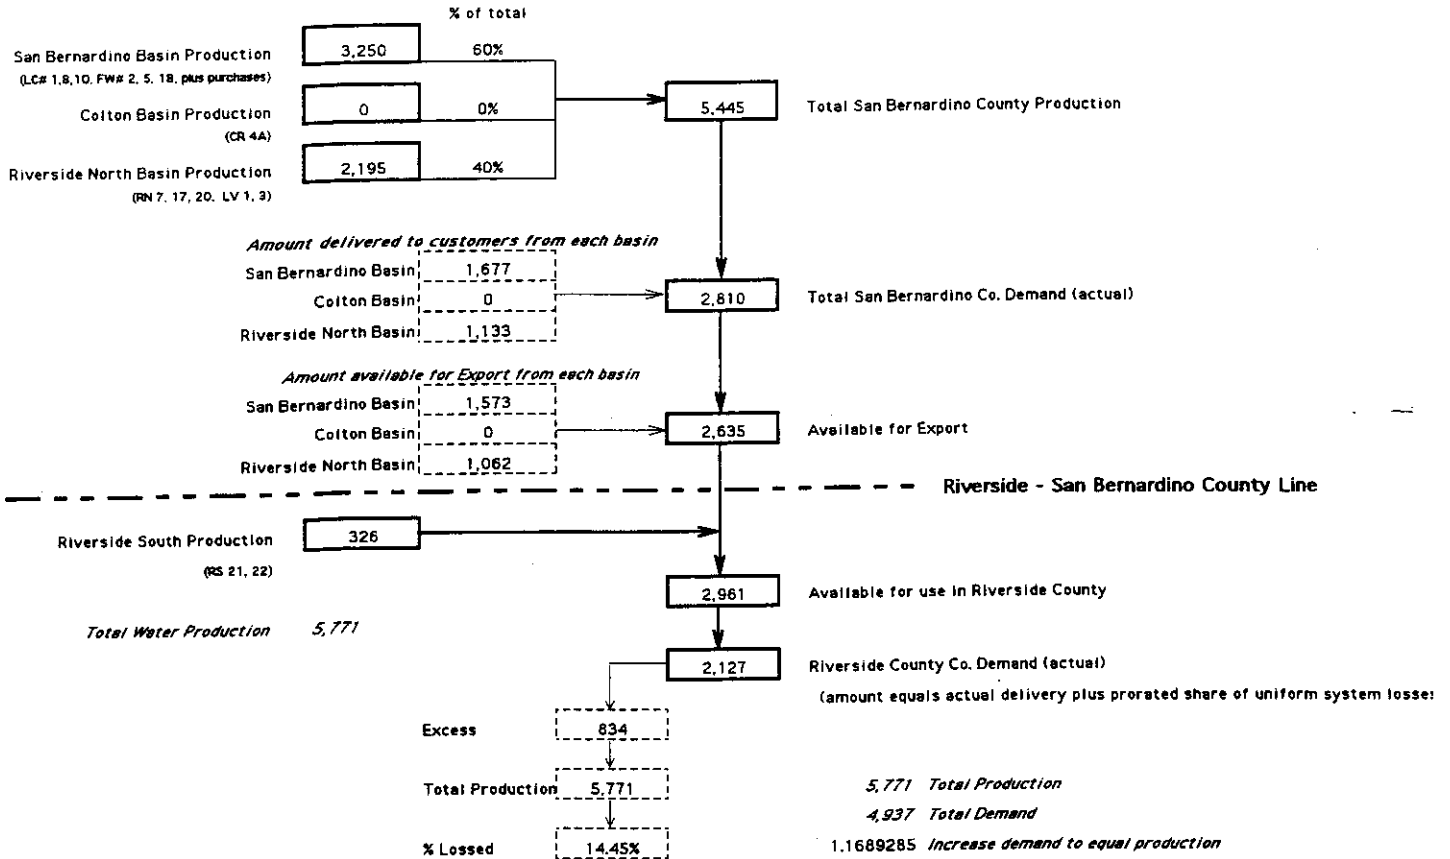 % of total
San Bernardino Basin Production 3,250 60%
(LC# 1,8,10, FW# 2, 5, 18, plus purchases)
Colton Basin Production 0 0% 5,445 Total San Bernardino County Production
(CR 4A)
Riverside North Basin Production 2,195 40%
(RN 7, 17, 20, LV 1, 3)
Amount delivered to customers from each basin
San Bernardino Basin 1,677
Colton Basin 0 2,810 Total San Bernardino Co. Demand (actual)
Riverside North Basin 1,133
Amount available for Export from each basin
San Bernardino Basin 1,573
Colton Basin 0 2,635 Available for Export
Riverside North Basin 1,062
Riverside - San Bernardino County Line
Riverside South Production 326
(RS 21, 22)
2,961 Available for use in Riverside County
Total Water Production 5,771
2,127 Riverside County Co. Demand (actual)
(amount equals actual delivery plus prorated share of uniform system losses
Excess 834
Total Production 5,771 5,771 Total Production
4,937 Total Demand
% Lossed 14.45% 1.1689285 Increase demand to equal production